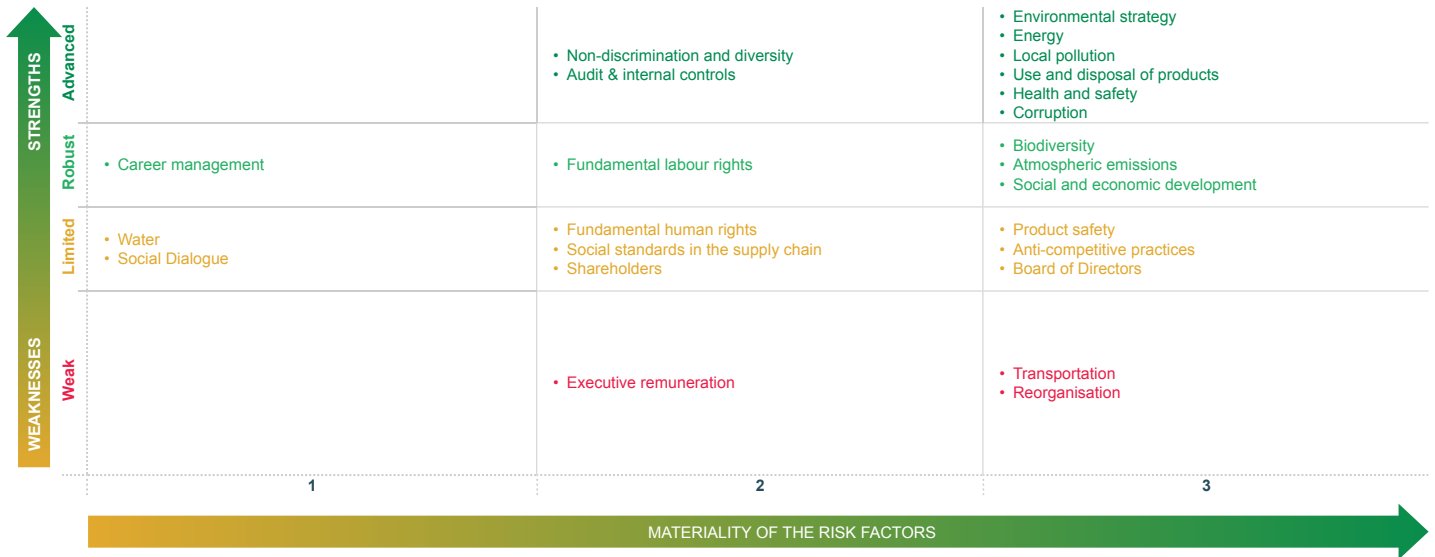 STRENGTHS
WEAKNESSES
Advanced
• Non-discrimination and diversity
• Audit & internal controls
• Environmental strategy
• Energy
• Local pollution
• Use and disposal of products
• Health and safety
• Corruption
Robust
• Career management
• Fundamental labour rights
• Biodiversity
• Atmospheric emissions
• Social and economic development
Limited
• Water
• Social Dialogue
• Fundamental human rights
• Social standards in the supply chain
• Shareholders
• Product safety
• Anti-competitive practices
• Board of Directors
Weak
• Executive remuneration
• Transportation
• Reorganisation
1
2
3
MATERIALITY OF THE RISK FACTORS